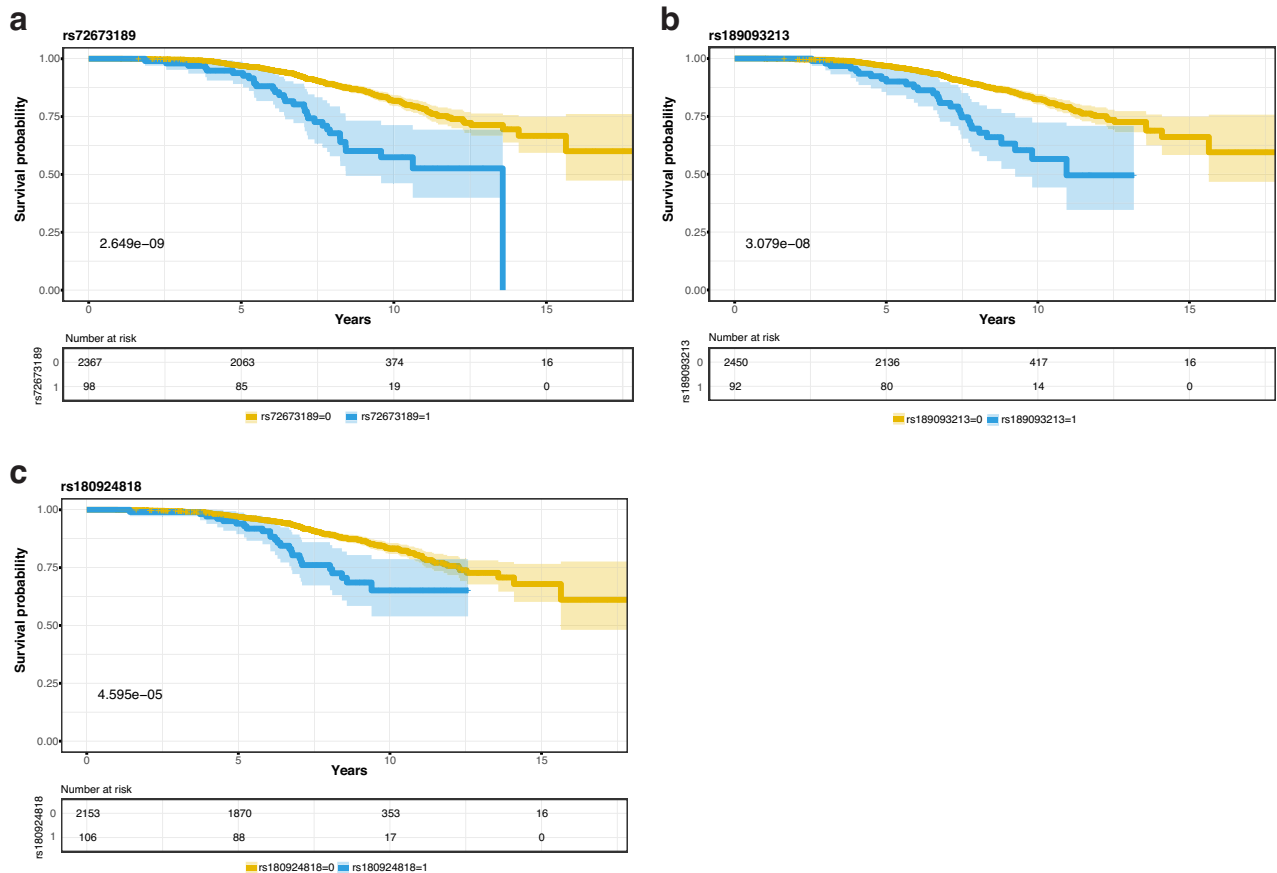 a
rs72673189
Survival probability
1.00
0.75
0.50
0.25
0.00
2.649e−09
0 5 10 15
Years
Number at risk
rs72673189
0 2367 2063 374 16
1 98 85 19 0
rs72673189=0 rs72673189=1
b
rs189093213
Survival probability
1.00
0.75
0.50
0.25
0.00
3.079e−08
0 5 10 15
Years
Number at risk
rs189093213
0 2450 2136 417 16
1 92 80 14 0
rs189093213=0 rs189093213=1
c
rs180924818
Survival probability
1.00
0.75
0.50
0.25
0.00
4.595e−05
0 5 10 15
Years
Number at risk
rs180924818
0 2153 1870 353 16
1 106 88 17 0
rs180924818=0 rs180924818=1